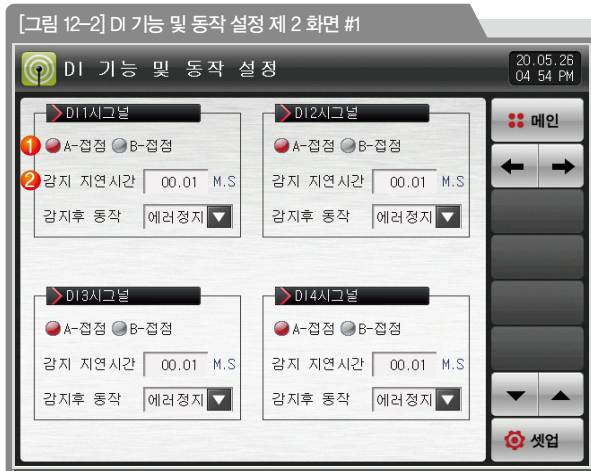 [그림 12-2] DI 기능 및 동작 설정 제 2 화면 #1
DI 기능 및 동작 설정
20.05.26
04 54 PM
DI1시그널
1 A-접점 B-접점
2 감지 지연시간 00.01 M.S
감지후 동작 에러정지
DI2시그널
A-접점 B-접점
감지 지연시간 00.01 M.S
감지후 동작 에러정지
DI3시그널
A-접점 B-접점
감지 지연시간 00.01 M.S
감지후 동작 에러정지
DI4시그널
A-접점 B-접점
감지 지연시간 00.01 M.S
감지후 동작 에러정지
메인
셋업